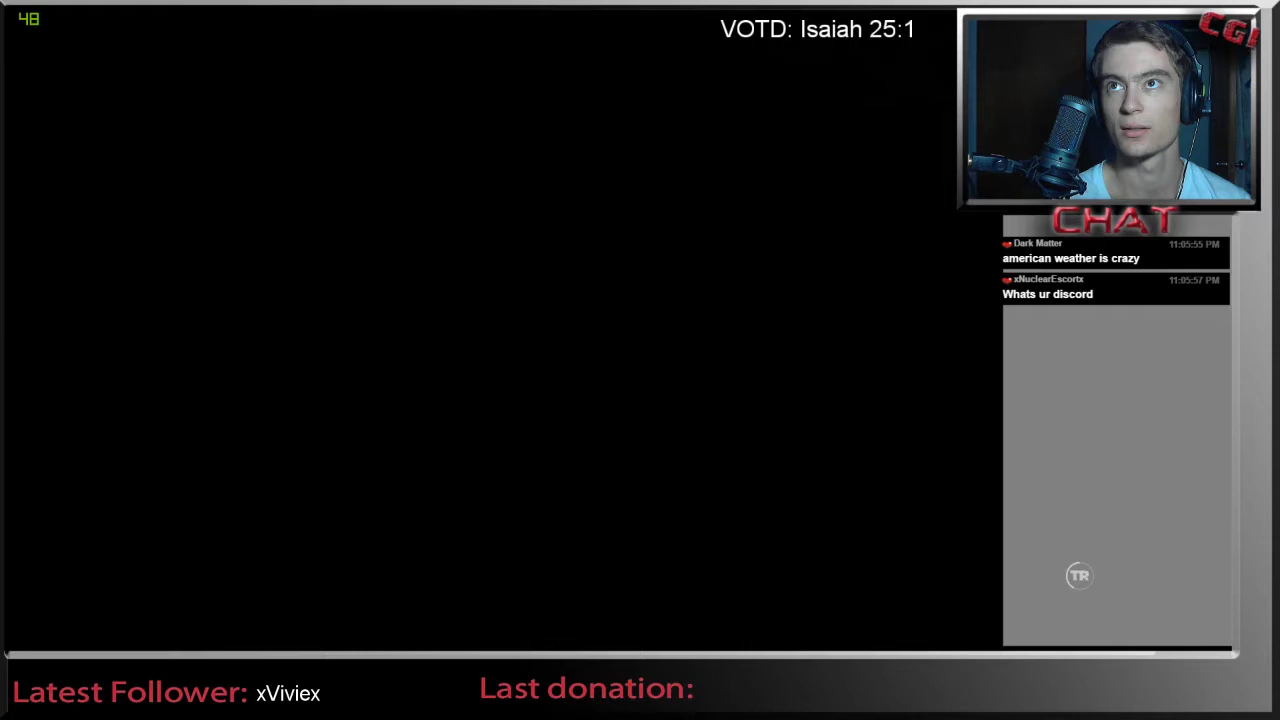 48
VOTD: Isaiah 25:1
CGI
CHAT
Dark Matter 11:05:55 PM
american weather is crazy
xNuclearEscortx 11:05:57 PM
Whats ur discord
TR
Latest Follower: xViviex
Last donation: